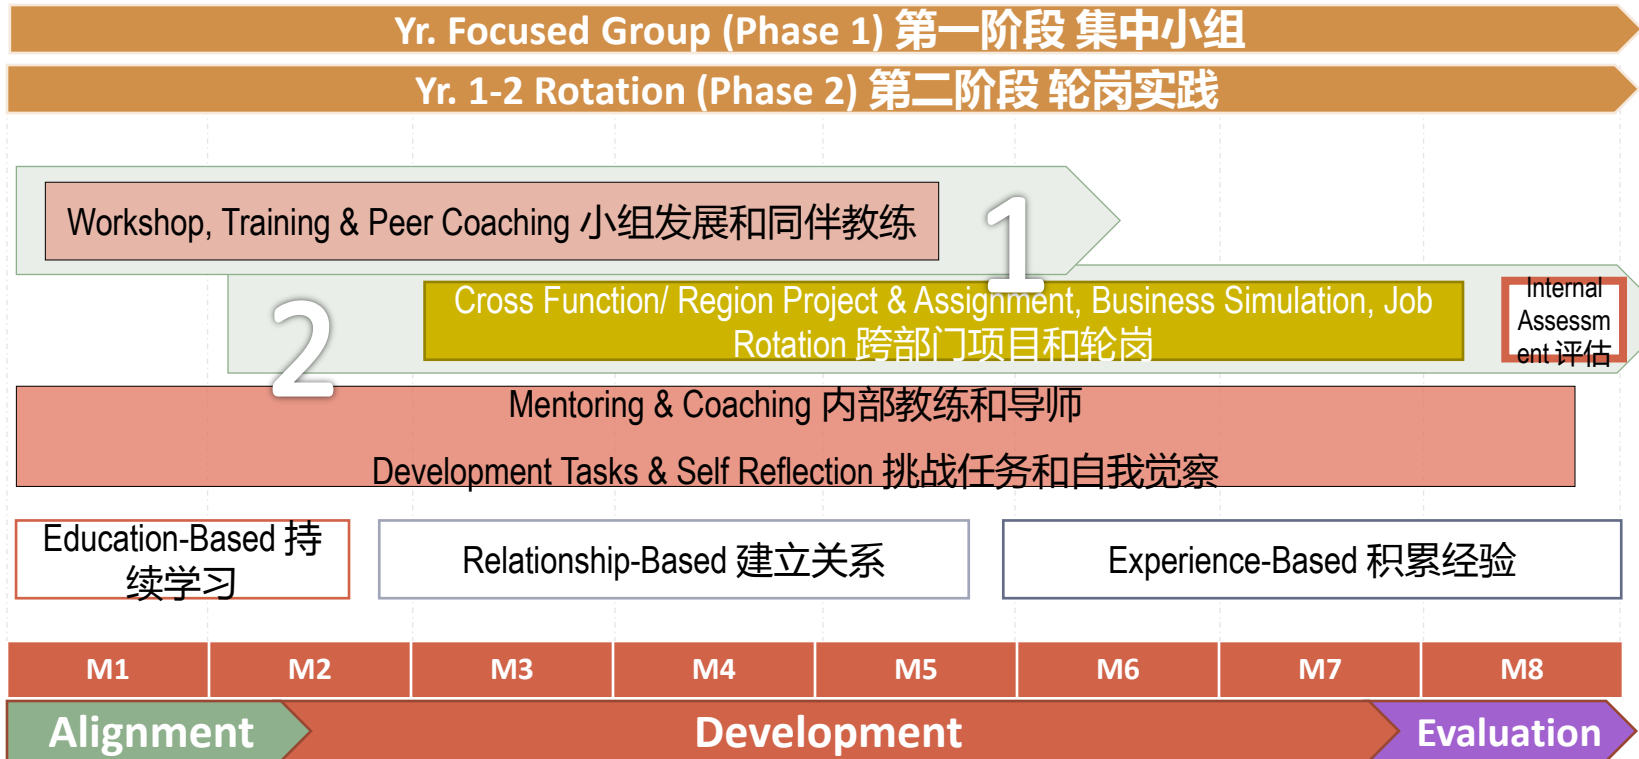 Yr. Focused Group (Phase 1) 第一阶段 集中小组
Yr. 1-2 Rotation (Phase 2) 第二阶段 轮岗实践
Workshop, Training & Peer Coaching 小组发展和同伴教练
1
2
Cross Function/ Region Project & Assignment, Business Simulation, Job
Rotation 跨部门项目和轮岗
Internal
Assessm
ent 评估
Mentoring & Coaching 内部教练和导师
Development Tasks & Self Reflection 挑战任务和自我觉察
Education-Based 持
续学习
Relationship-Based 建立关系
Experience-Based 积累经验
M1 M2 M3 M4 M5 M6 M7 M8
Alignment Development Evaluation